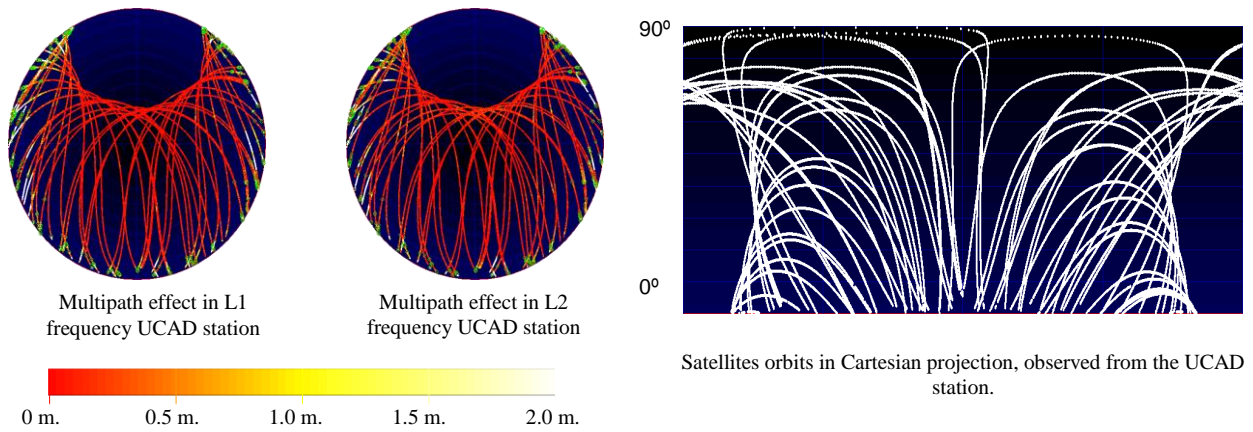 Multipath effect in L1
frequency UCAD station
Multipath effect in L2
frequency UCAD station
0 m.
0.5 m.
1.0 m.
1.5 m.
2.0 m.
90º
0º
Satellites orbits in Cartesian projection, observed from the UCAD
station.